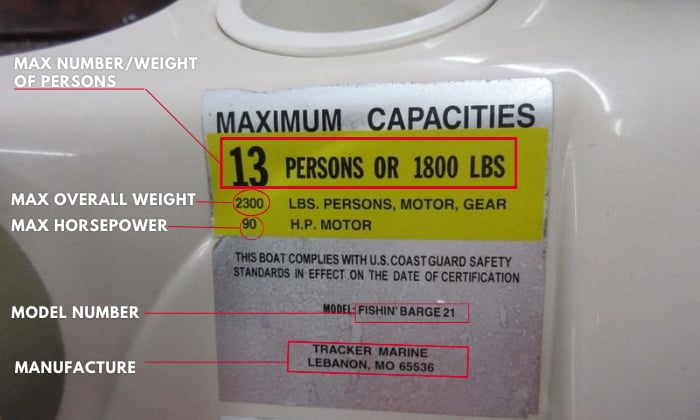 MAX NUMBER/WEIGHT
OF PERSONS
MAXIMUM CAPACITIES
13 PERSONS OR 1800 LBS
MAX OVERALL WEIGHT
2300 LBS. PERSONS, MOTOR, GEAR
MAX HORSEPOWER
90 H.P. MOTOR
THIS BOAT COMPLIES WITH U.S. COAST GUARD SAFETY
STANDARDS IN EFFECT ON THE DATE OF CERTIFICATION
MODEL NUMBER
MODEL: FISHIN' BARGE 21
MANUFACTURE
TRACKER MARINE
LEBANON, MO 65536